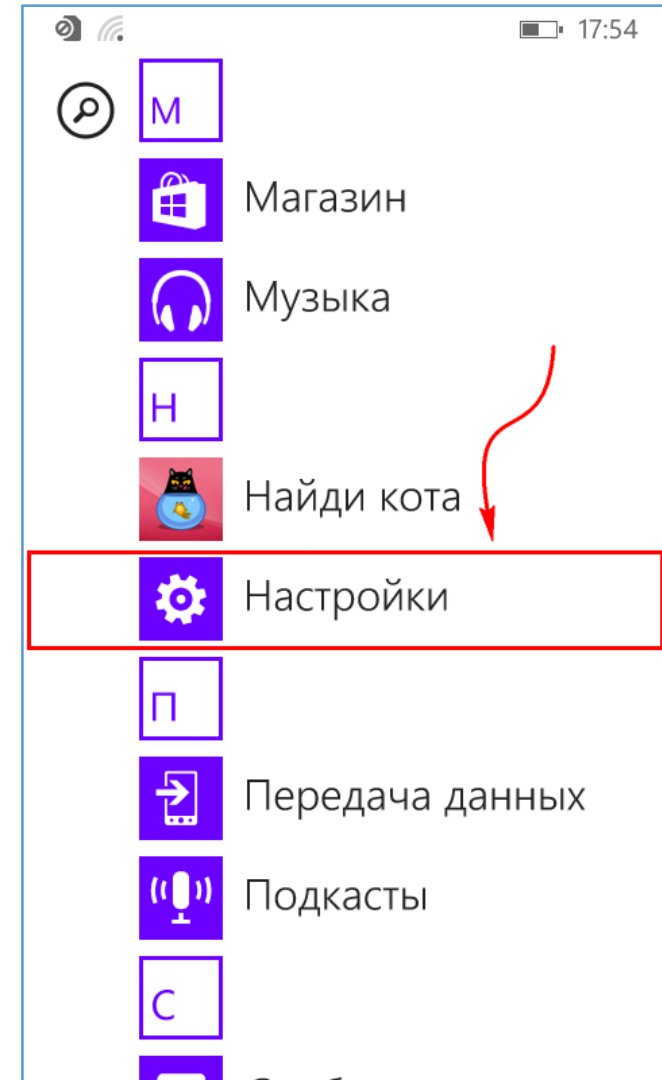 17:54
М
Магазин
Музыка
Н
Найди кота
Настройки
П
Передача данных
Подкасты
С